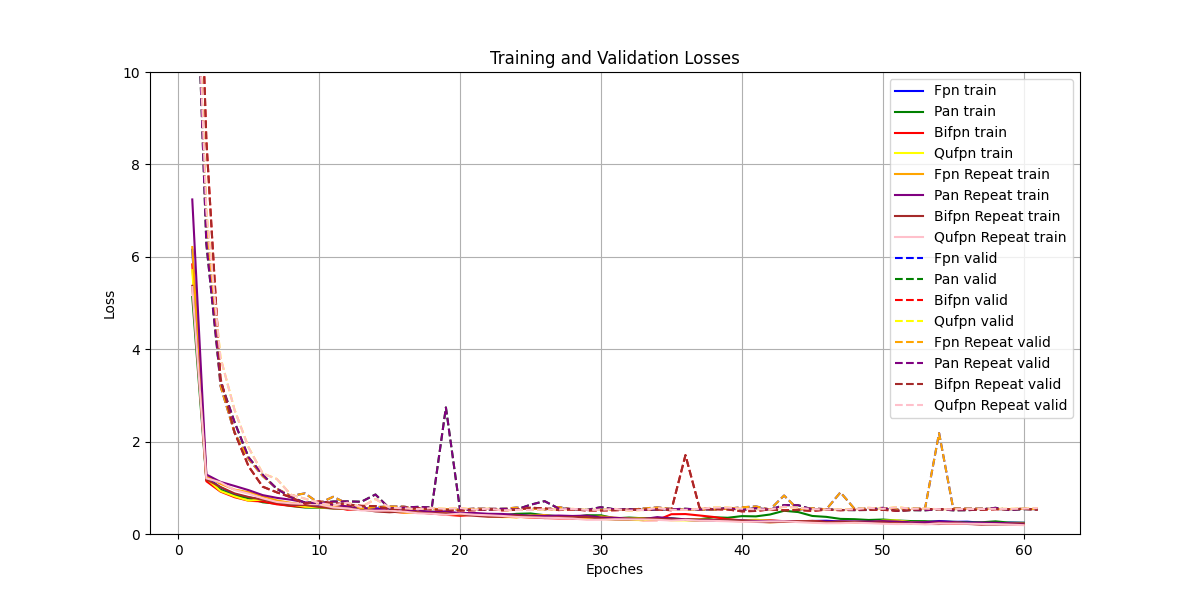 Training and Validation Losses
10
8
6
4
2
0
Loss
0 10 20 30 40 50 60
Epoches
Fpn train
Pan train
Bifpn train
Qufpn train
Fpn Repeat train
Pan Repeat train
Bifpn Repeat train
Qufpn Repeat train
Fpn valid
Pan valid
Bifpn valid
Qufpn valid
Fpn Repeat valid
Pan Repeat valid
Bifpn Repeat valid
Qufpn Repeat valid